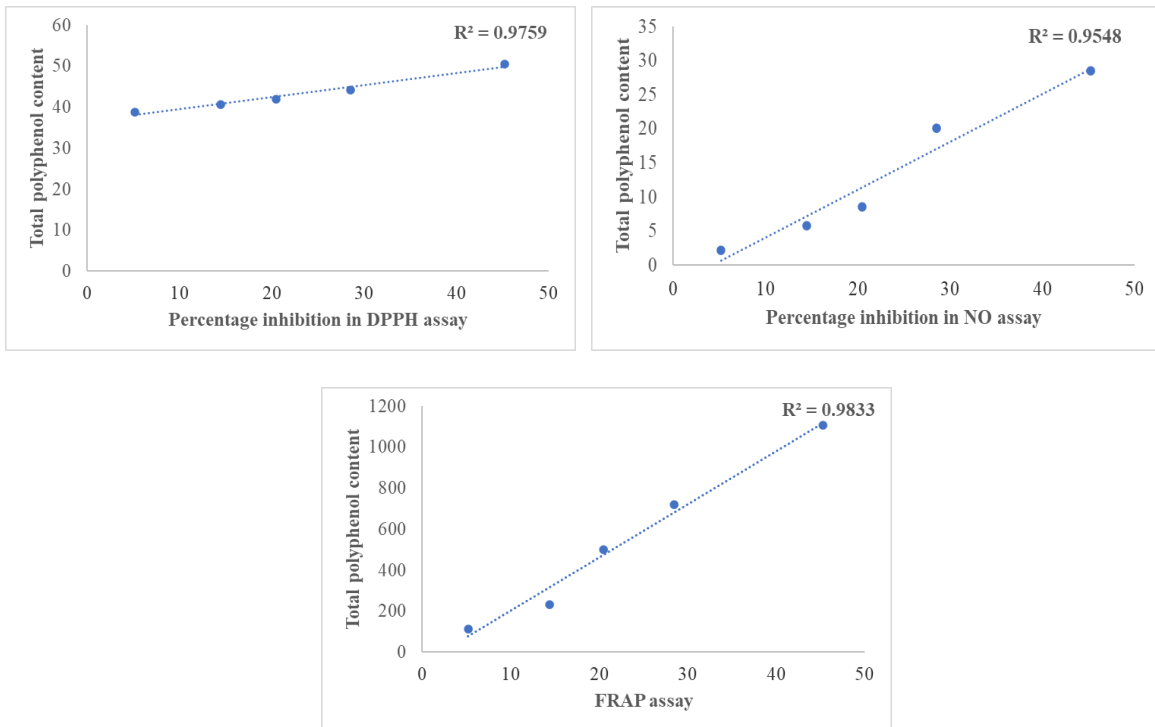 R² = 0.9759
60
50
40
30
20
10
0
Total polyphenol content
0 10 20 30 40 50
Percentage inhibition in DPPH assay
R² = 0.9548
35
30
25
20
15
10
5
0
Total polyphenol content
0 10 20 30 40 50
Percentage inhibition in NO assay
R² = 0.9833
1200
1000
800
600
400
200
0
Total polyphenol content
0 10 20 30 40 50
FRAP assay